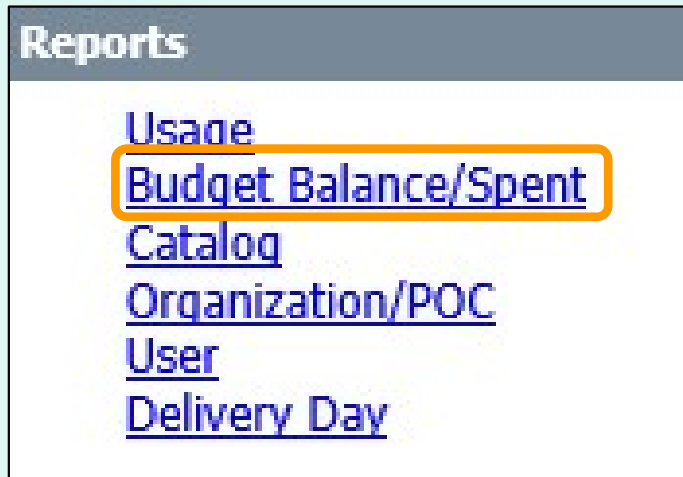 Reports
Usage
Budget Balance/Spent
Catalog
Organization/POC
User
Delivery Day